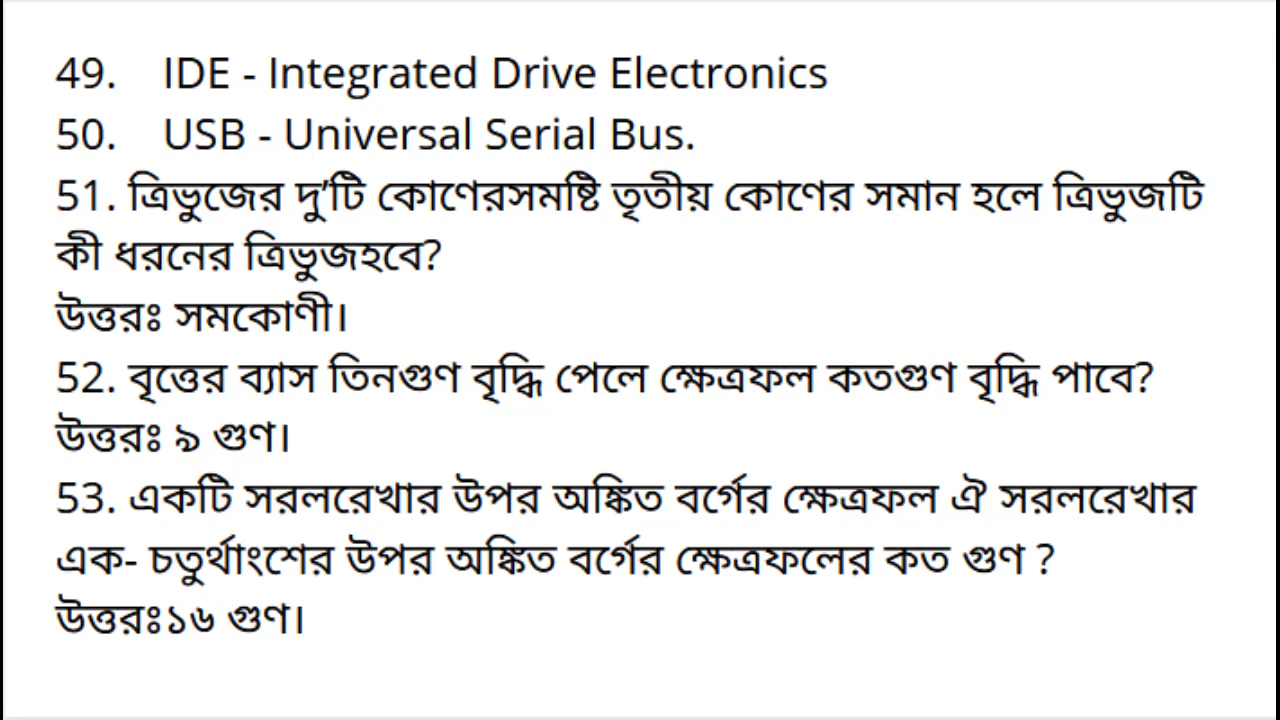 49. IDE - Integrated Drive Electronics
50. USB - Universal Serial Bus.
51. ত্রিভুজের দু’টি কোণেরসমষ্টি তৃতীয় কোণের সমান হলে ত্রিভুজটি
কী ধরনের ত্রিভুজহবে?
উত্তরঃ সমকোণী।
52. বৃত্তের ব্যাস তিনগুণ বৃদ্ধি পেলে ক্ষেত্রফল কতগুণ বৃদ্ধি পাবে?
উত্তরঃ ৯ গুণ।
53. একটি সরলরেখার উপর অঙ্কিত বর্গের ক্ষেত্রফল ঐ সরলরেখার
এক- চতুর্থাংশের উপর অঙ্কিত বর্গের ক্ষেত্রফলের কত গুণ ?
উত্তরঃ১৬ গুণ।